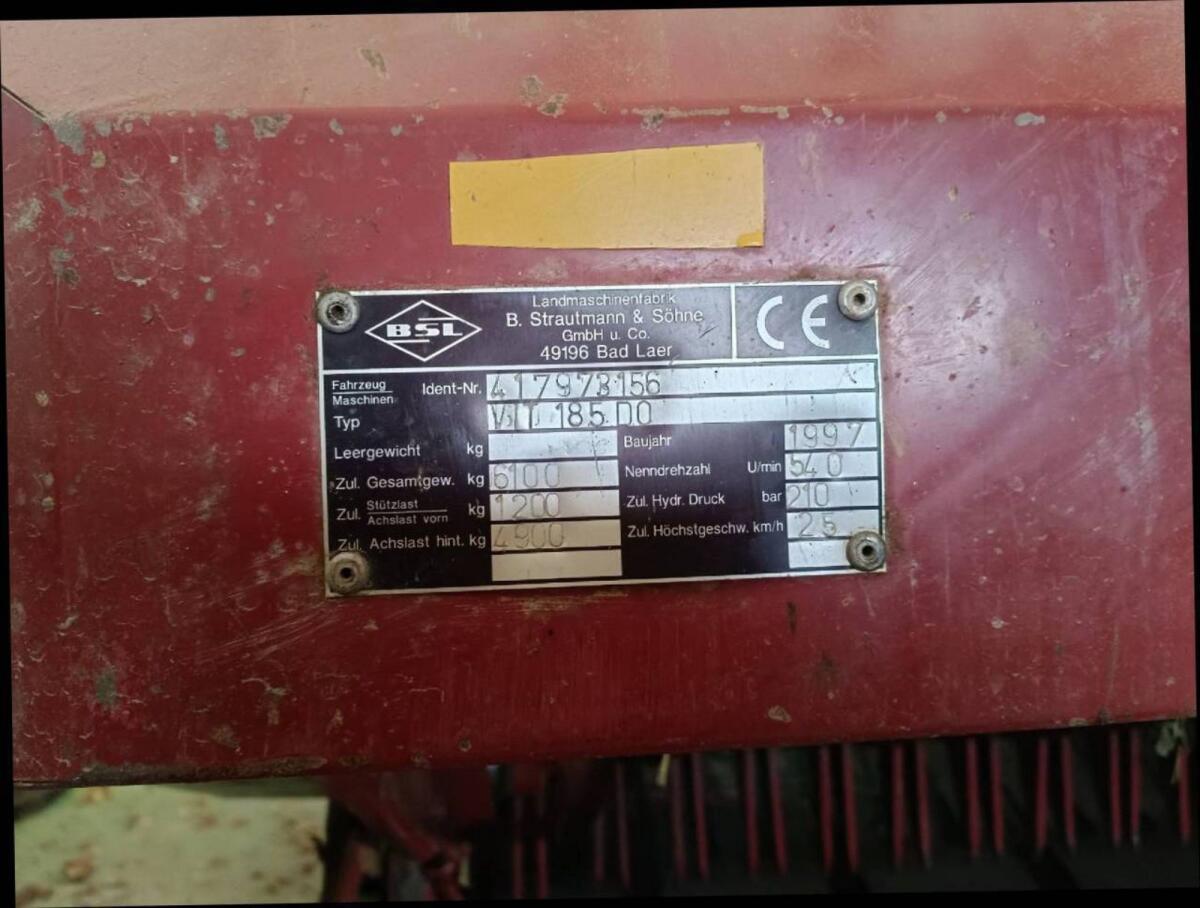 BSL
Landmaschinenfabrik
B. Strautmann & Söhne
GmbH u. Co.
49196 Bad Laer
CE
Fahrzeug
Maschinen
Ident-Nr. 417973156
Typ VIT 185 DO
Leergewicht kg
Baujahr 1997
Zul. Gesamtgew. kg 6100
Nenndrehzahl U/min 540
Zul. Stützlast
Achslast vorn kg 1200
Zul. Hydr. Druck bar 210
Zul. Achslast hint. kg 4900
Zul. Höchstgeschw. km/h 25